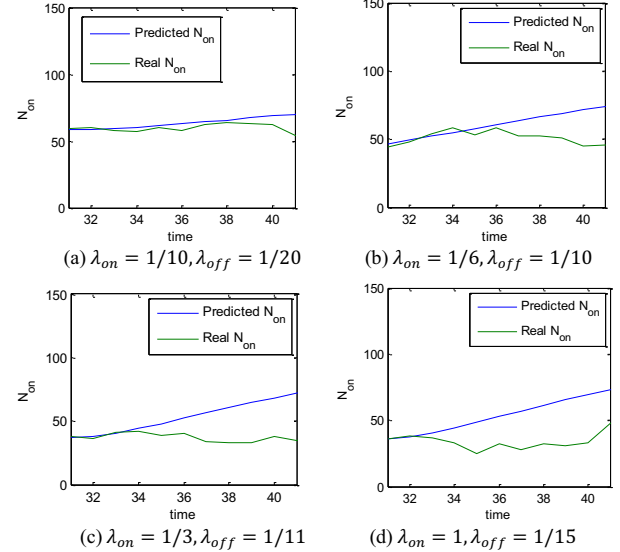 (a)
150
Predicted N_on
Real N_on
100
N_on
50
0
32 34 36 38 40
time
(a) λ_on = 1/10, λ_off = 1/20
(b)
150
Predicted N_on
Real N_on
100
N_on
50
0
32 34 36 38 40
time
(b) λ_on = 1/6, λ_off = 1/10
150
Predicted N_on
Real N_on
100
N_on
50
0
32 34 36 38 40
time
(c) λ_on = 1/3, λ_off = 1/11
150
Predicted N_on
Real N_on
100
N_on
50
0
32 34 36 38 40
time
(d) λ_on = 1, λ_off = 1/15